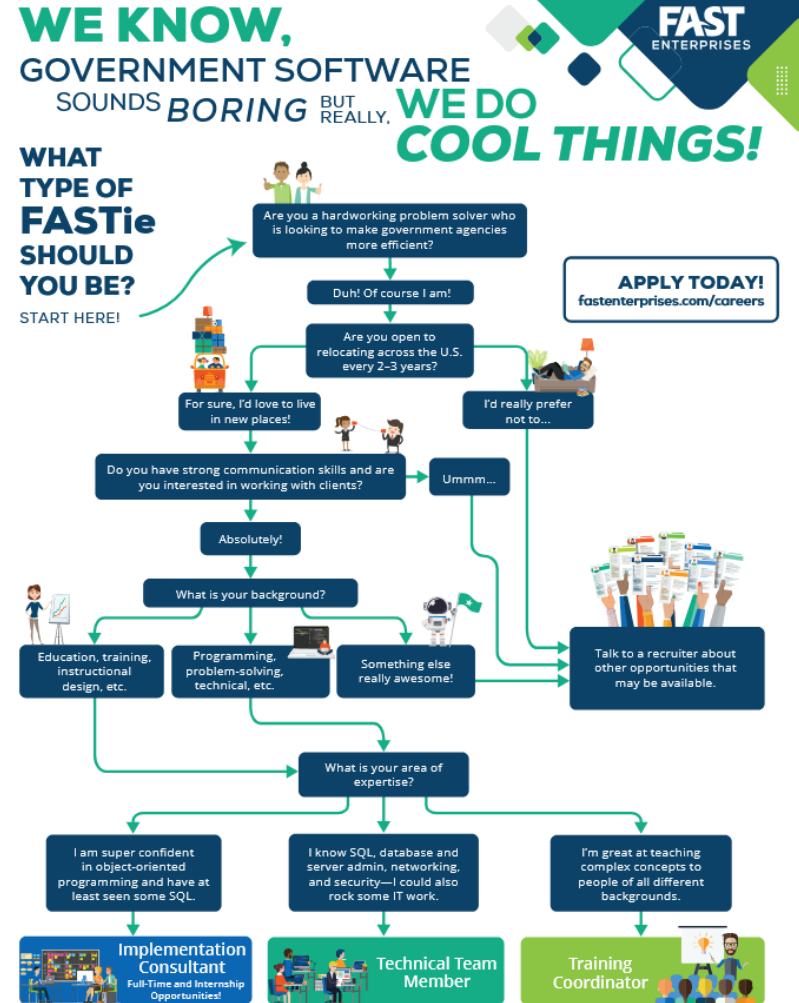 WE KNOW,
GOVERNMENT SOFTWARE
SOUNDS BORING BUT REALLY, WE DO
COOL THINGS!
FAST
ENTERPRISES
WHAT
TYPE OF
FASTie
SHOULD
YOU BE?
START HERE!
Are you a hardworking problem solver who
is looking to make government agencies
more efficient?
APPLY TODAY!
fastenterprises.com/careers
Duh! Of course I am!
Are you open to
relocating across the U.S.
every 2–3 years?
For sure, I'd love to live
in new places!
I'd really prefer
not to...
Do you have strong communication skills and are
you interested in working with clients?
Ummm...
Absolutely!
What is your background?
Education, training,
instructional
design, etc.
Programming,
problem-solving,
technical, etc.
Something else
really awesome!
Talk to a recruiter about
other opportunities that
may be available.
What is your area of
expertise?
I am super confident
in object-oriented
programming and have at
least seen some SQL.
I know SQL, database and
server admin, networking,
and security—I could also
rock some IT work.
I'm great at teaching
complex concepts to
people of all different
backgrounds.
Implementation
Consultant
Full-Time and Internship
Opportunities!
Technical Team
Member
Training
Coordinator